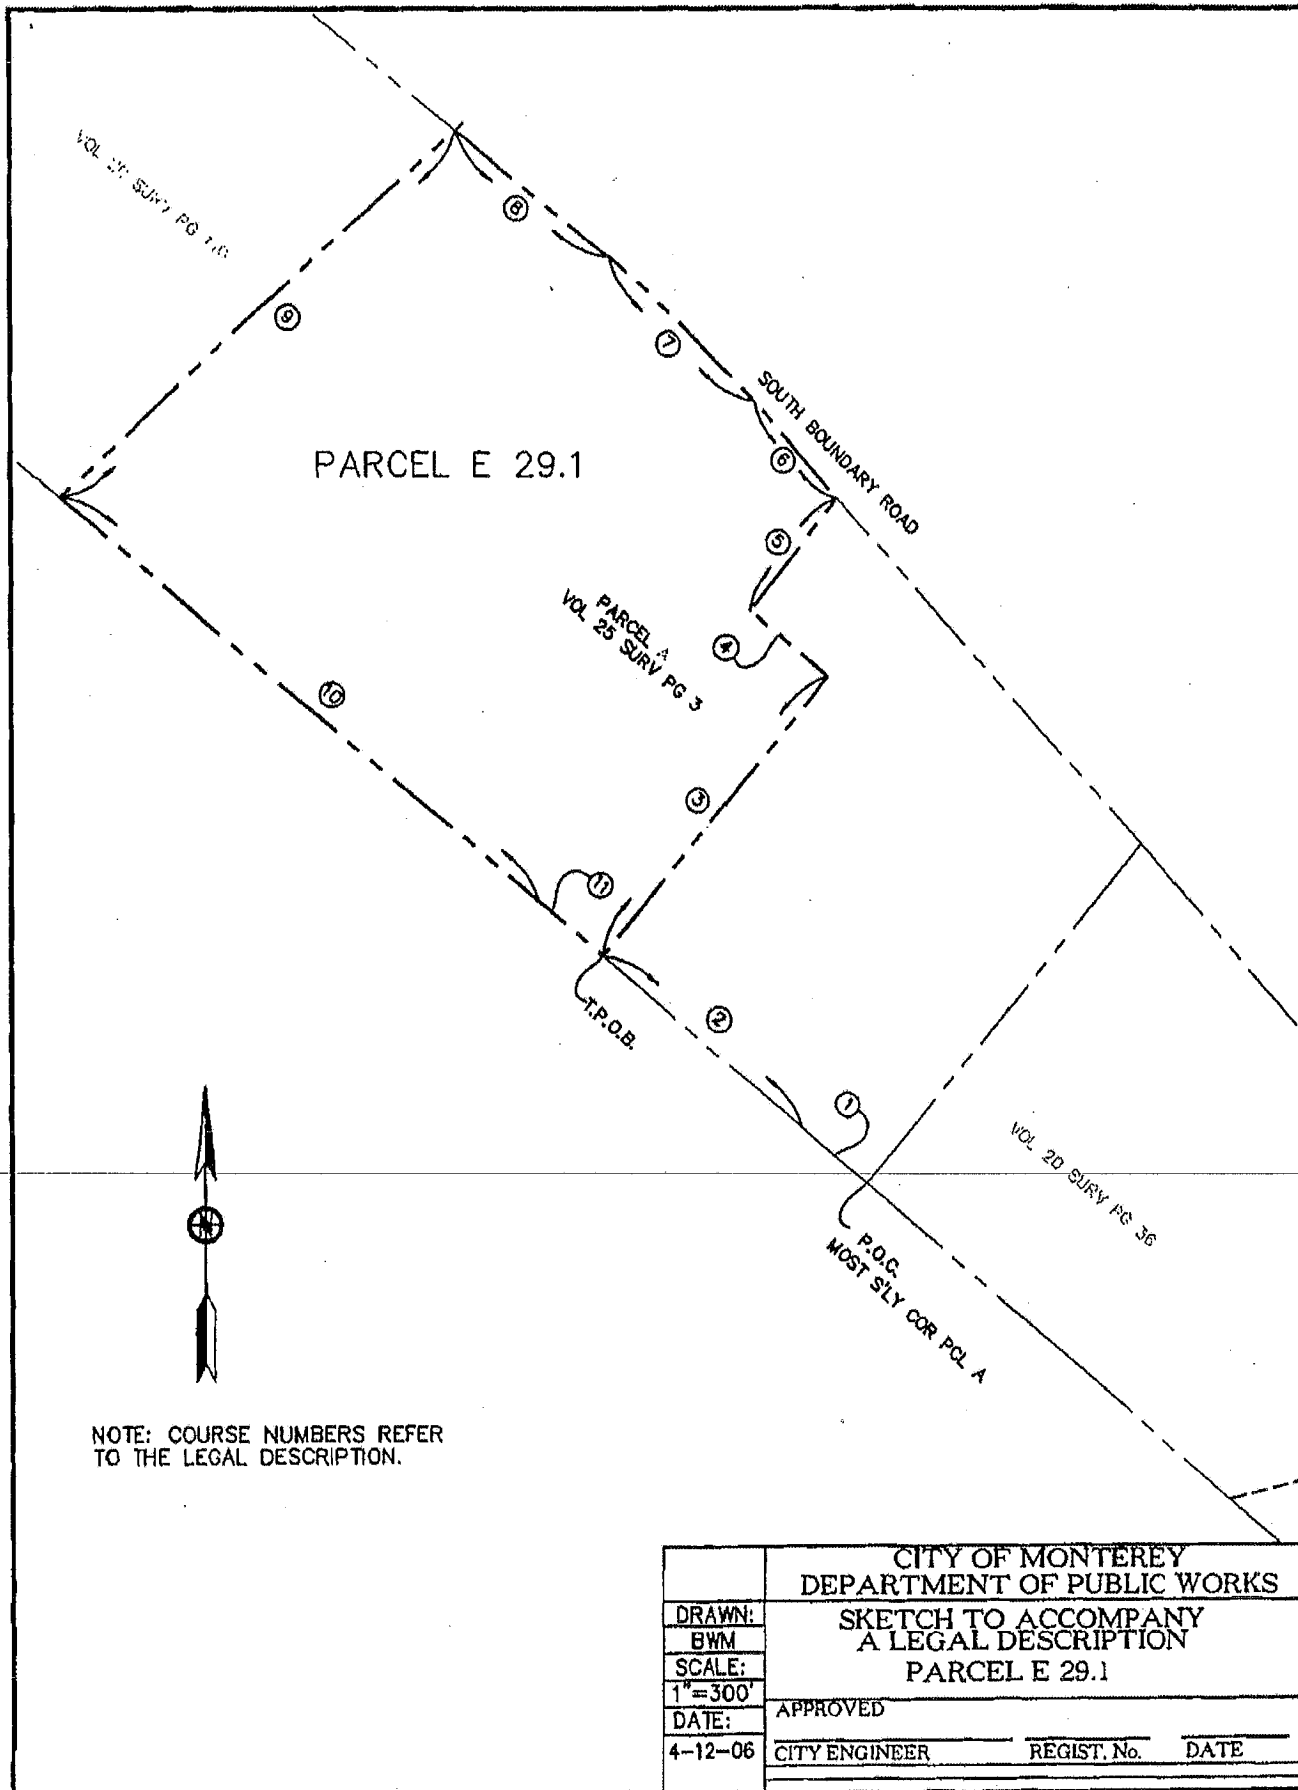 VOL SURV PG
8
9
7
SOUTH BOUNDARY ROAD
6
PARCEL E 29.1
5
PARCEL A
VOL 25 SURV PG 3
4
10
3
11
T.P.O.B.
2
1
VOL 20 SURV PG 36
P.O.C.
MOST S'LY COR PCL A
NOTE: COURSE NUMBERS REFER
TO THE LEGAL DESCRIPTION.
CITY OF MONTEREY
DEPARTMENT OF PUBLIC WORKS
DRAWN:
BWM
SCALE:
1"=300'
DATE:
4-12-06
SKETCH TO ACCOMPANY
A LEGAL DESCRIPTION
PARCEL E 29.1
APPROVED
CITY ENGINEER REGIST. No. DATE